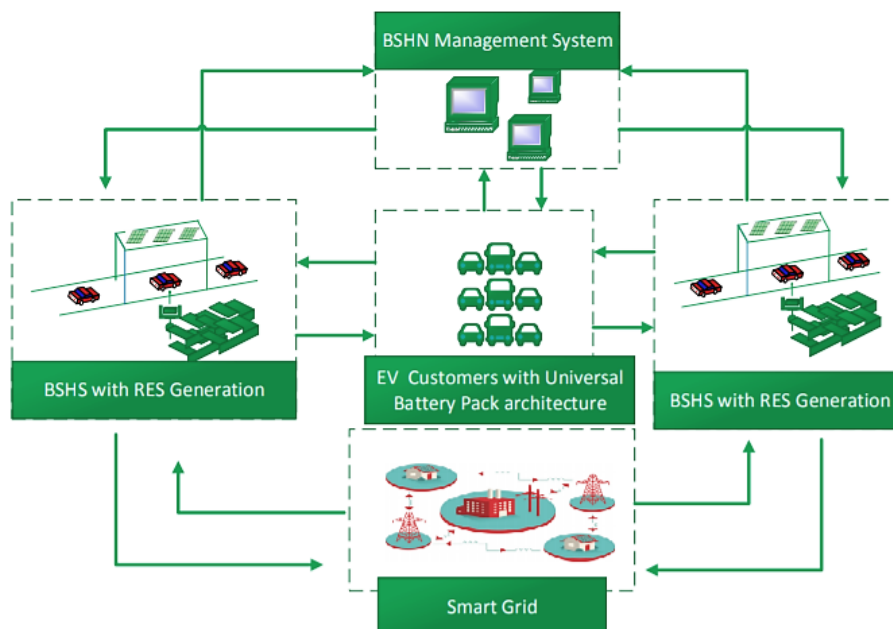 BSHN Management System
BSHS with RES Generation
EV Customers with Universal
Battery Pack architecture
BSHS with RES Generation
Smart Grid